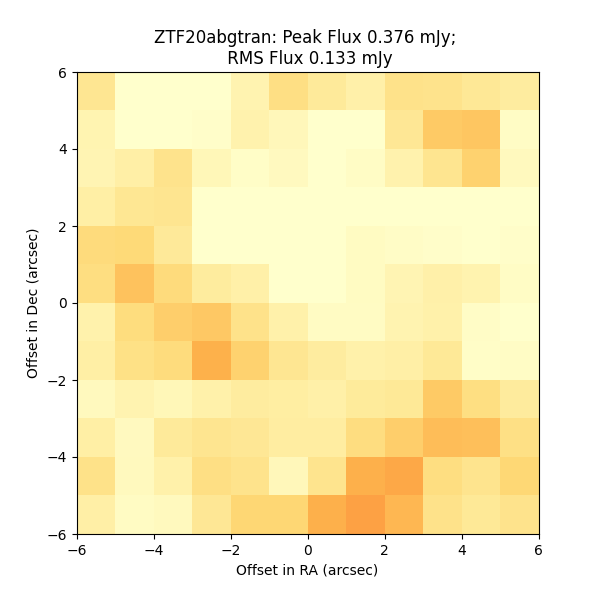 ZTF20abgtran: Peak Flux 0.376 mJy;
RMS Flux 0.133 mJy
6
4
2
0
−2
−4
−6
Offset in Dec (arcsec)
−6 −4 −2 0 2 4 6
Offset in RA (arcsec)